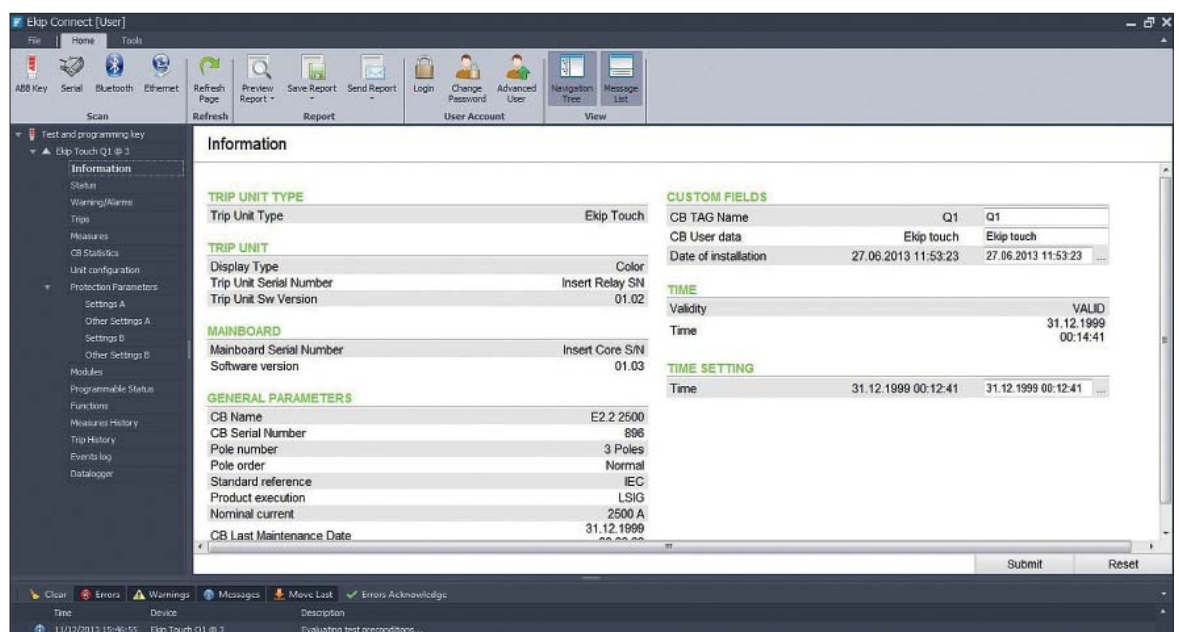 Ekip Connect [User]
File Home Tools
ABB Key Serial Bluetooth Ethernet Refresh Page Preview Report Save Report Send Report Login Change Password Advanced User Navigation Tree Message List
Scan Refresh Report User Account View
Test and programming key
Ekip Touch Q1 @ 3
Information
Status
Warning/Alarms
Trips
Measures
CB Statistics
Unit configuration
Protection Parameters
Settings A
Other Settings A
Settings B
Other Settings B
Modules
Programmable Status
Functions
Measures History
Trip History
Events log
Datalogger
Information
TRIP UNIT TYPE
Trip Unit Type Ekip Touch
TRIP UNIT
Display Type Color
Trip Unit Serial Number Insert Relay SN
Trip Unit Sw Version 01.02
MAINBOARD
Mainboard Serial Number Insert Core S/N
Software version 01.03
GENERAL PARAMETERS
CB Name E2.2 2500
CB Serial Number 896
Pole number 3 Poles
Pole order Normal
Standard reference IEC
Product execution LSIG
Nominal current 2500 A
CB Last Maintenance Date 31.12.1999
CUSTOM FIELDS
CB TAG Name Q1 Q1
CB User data Ekip touch Ekip touch
Date of installation 27.06.2013 11:53:23 27.06.2013 11:53:23 ...
TIME
Validity VALID
Time 31.12.1999
00:14:41
TIME SETTING
Time 31.12.1999 00:12:41 31.12.1999 00:12:41 ...
Submit Reset
Clear Errors Warnings Messages Move Last Errors Acknowledge
Time Device Description
11/12/2013 15:46:55 Ekip Touch Q1 @ 3 Evaluating test preconditions...